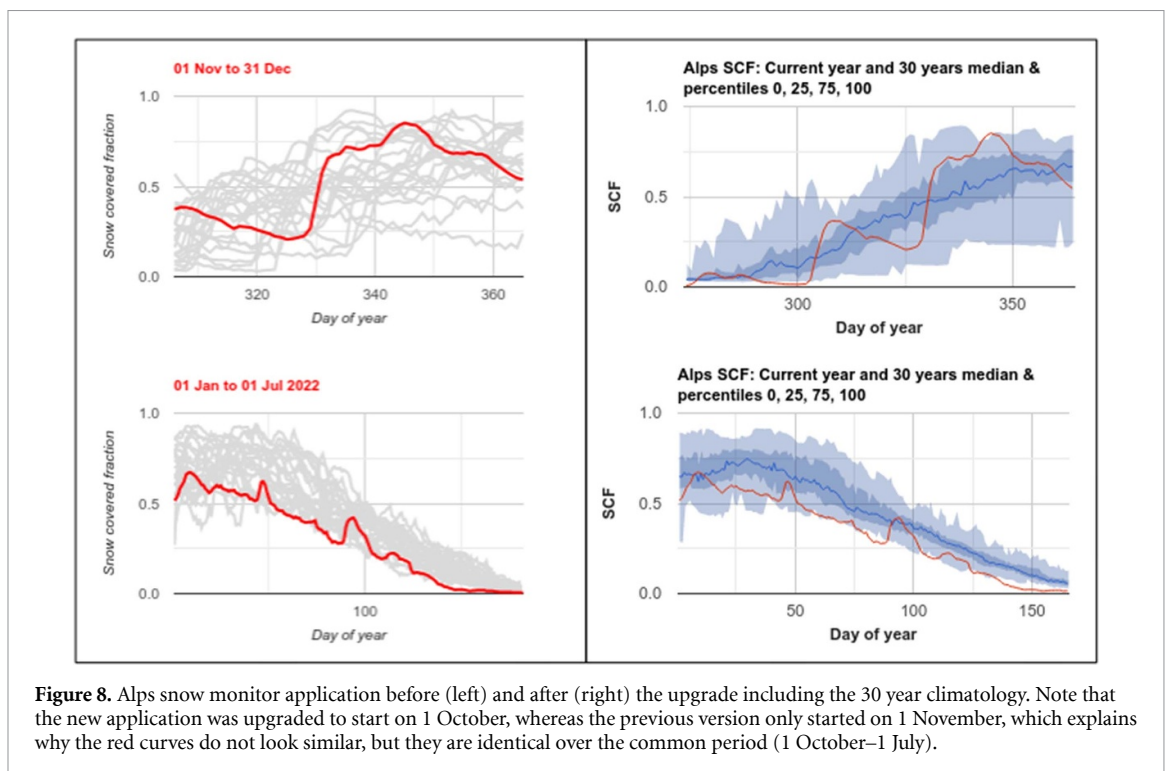 01 Nov to 31 Dec
1.0
0.5
0.0
Snow covered fraction
320
340
360
Day of year
Alps SCF: Current year and 30 years median &
percentiles 0, 25, 75, 100
1.0
0.5
0.0
SCF
300
350
Day of year
01 Jan to 01 Jul 2022
1.0
0.5
0.0
Snow covered fraction
100
Day of year
Alps SCF: Current year and 30 years median &
percentiles 0, 25, 75, 100
1.0
0.5
0.0
SCF
50
100
150
Day of year
Figure 8. Alps snow monitor application before (left) and after (right) the upgrade including the 30 year climatology. Note that
the new application was upgraded to start on 1 October, whereas the previous version only started on 1 November, which explains
why the red curves do not look similar, but they are identical over the common period (1 October–1 July).